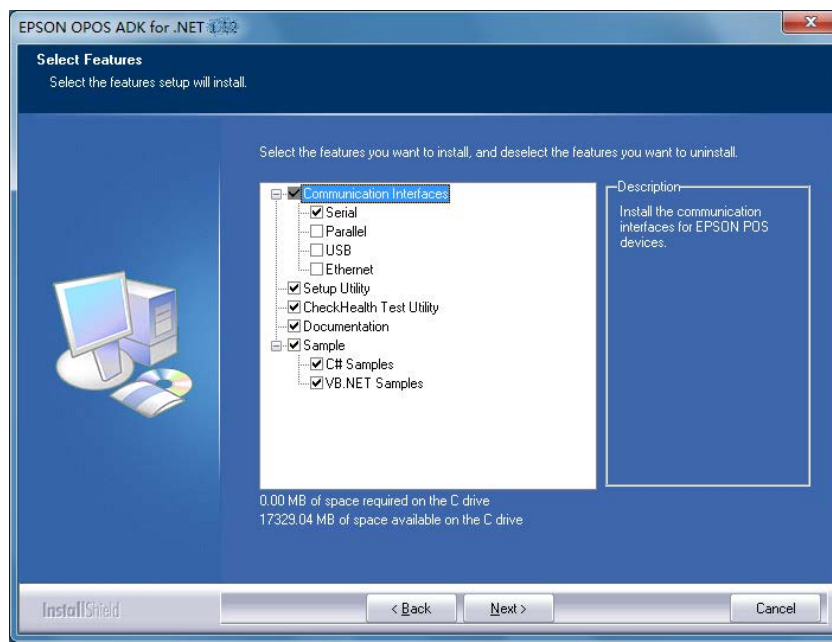 EPSON OPOS ADK for .NET
Select Features
Select the features setup will install.
Select the features you want to install, and deselect the features you want to uninstall.
Communication Interfaces
Serial
Parallel
USB
Ethernet
Setup Utility
CheckHealth Test Utility
Documentation
Sample
C# Samples
VB.NET Samples
Description
Install the communication
interfaces for EPSON POS
devices.
0.00 MB of space required on the C drive
17329.04 MB of space available on the C drive
InstallShield
< Back
Next >
Cancel